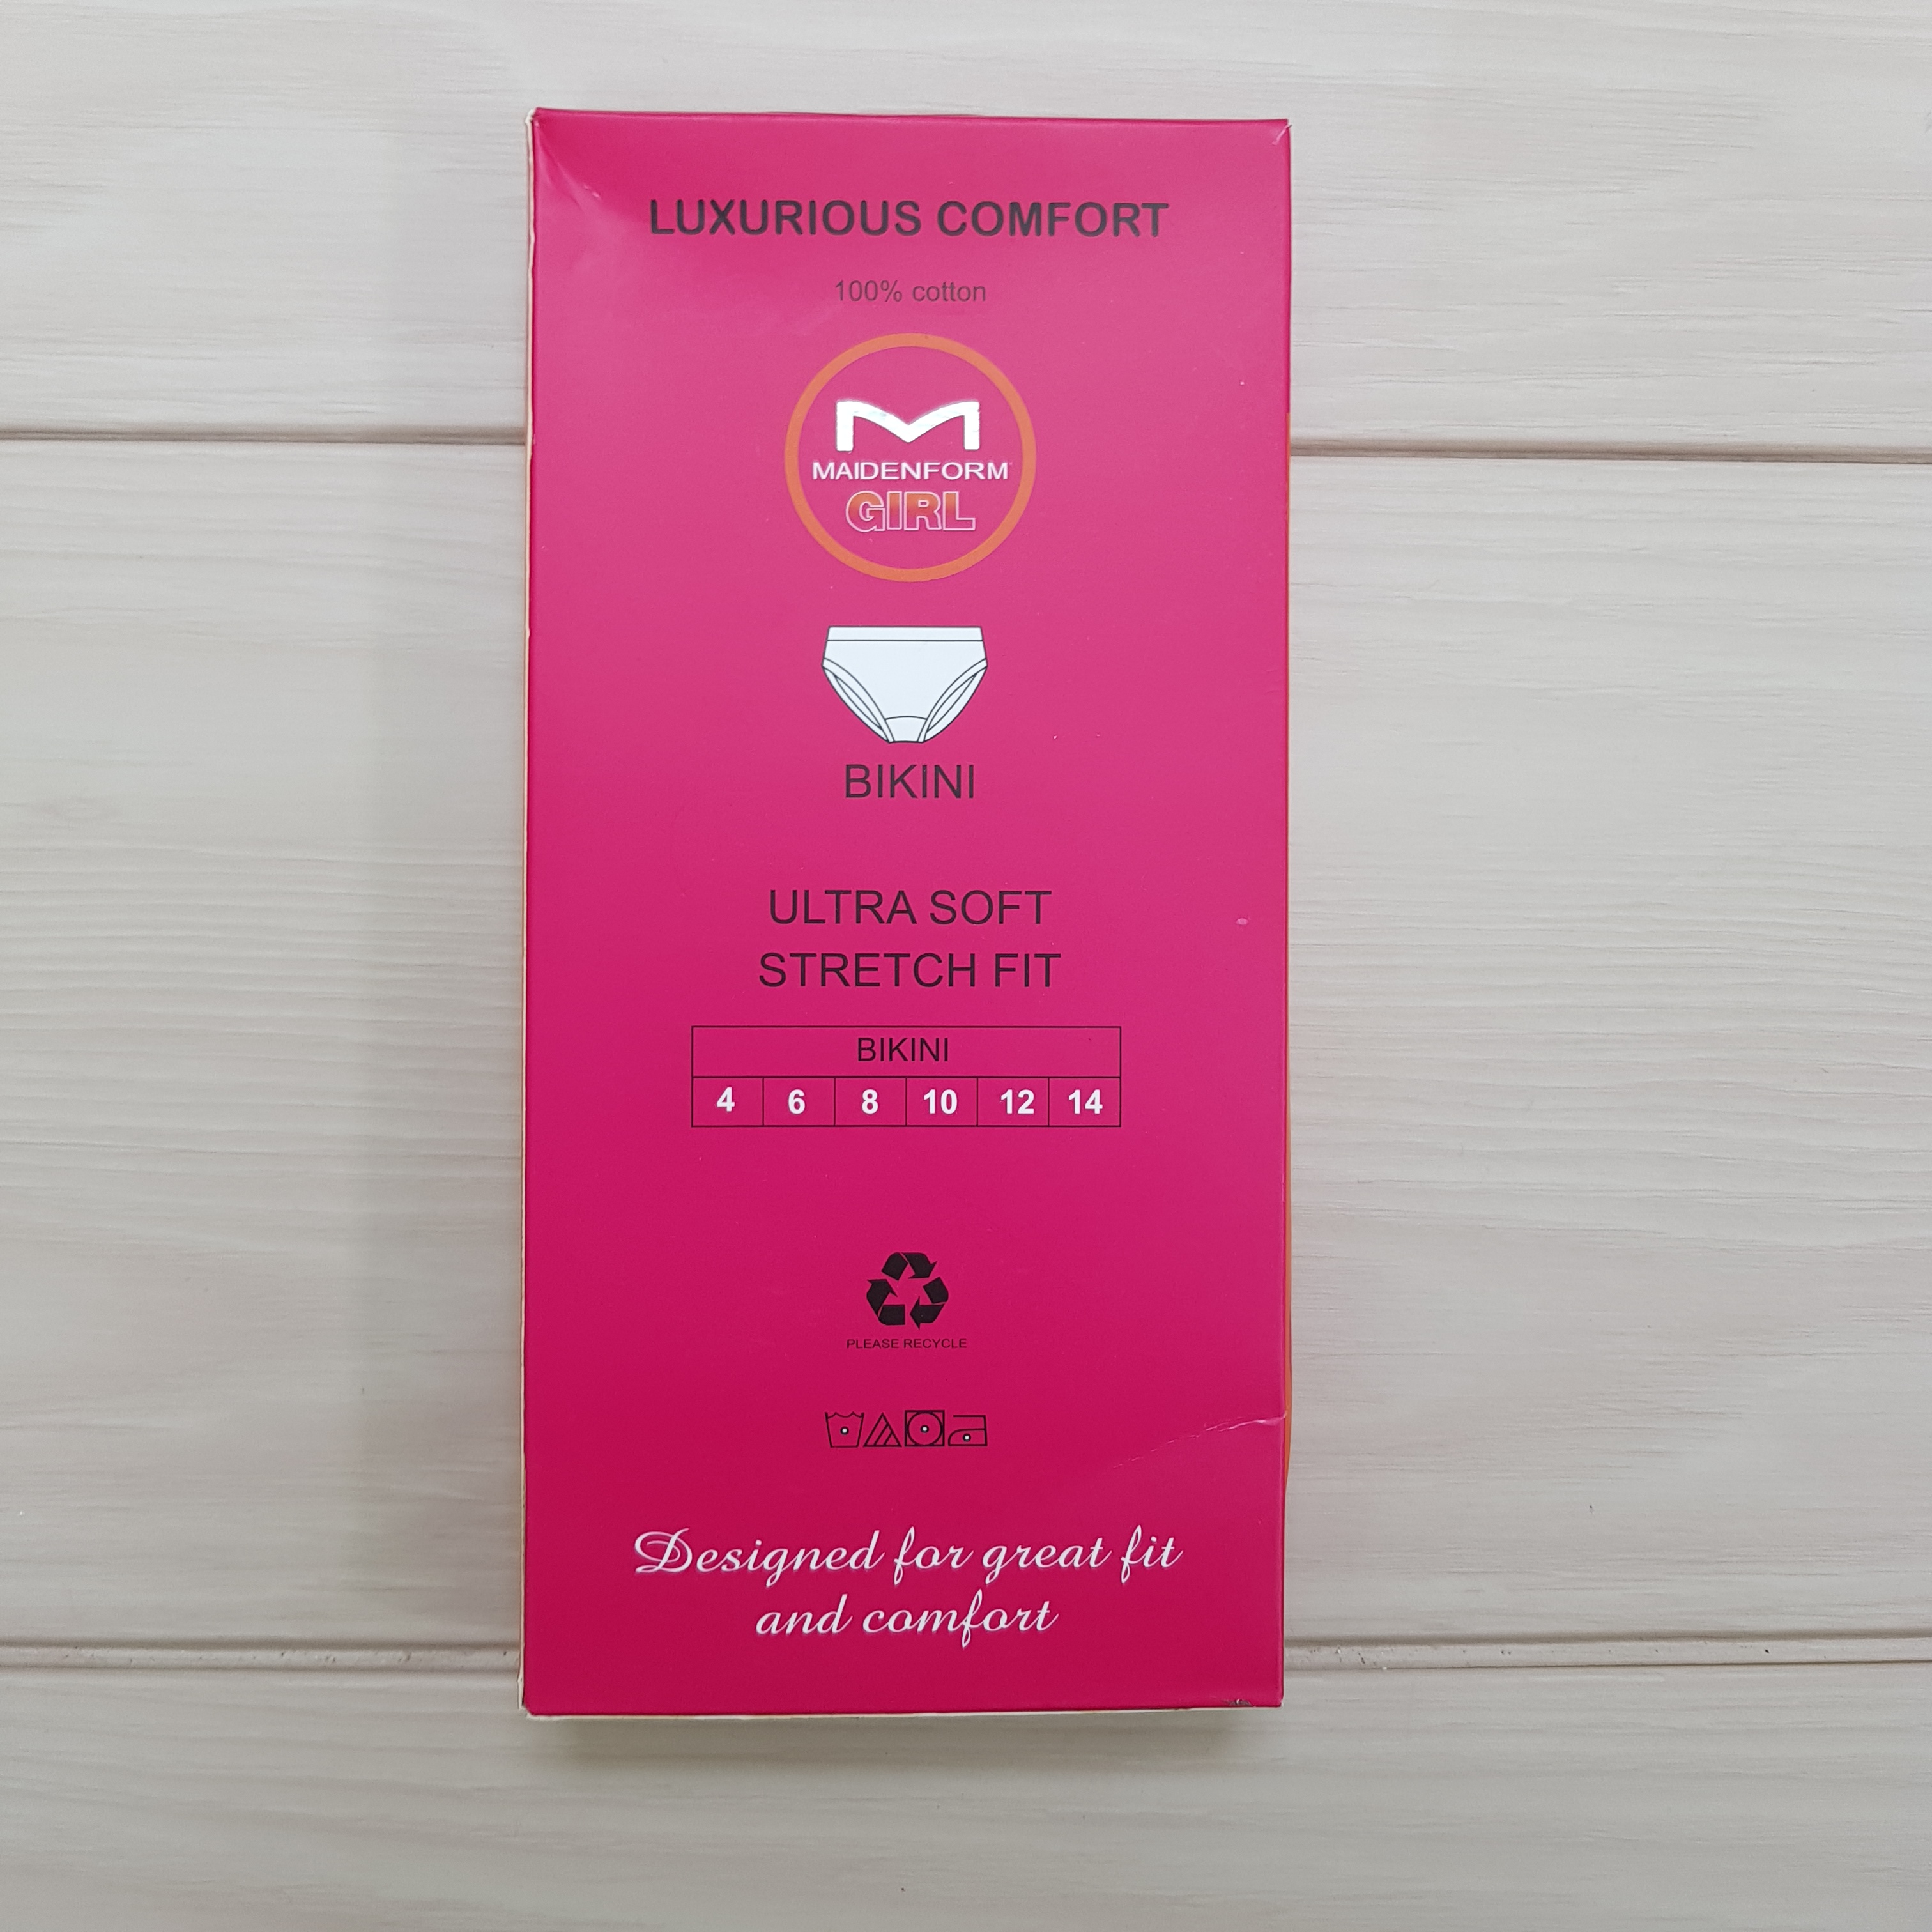 LUXURIOUS COMFORT
100% cotton
M
MAIDENFORM
GIRL
BIKINI
ULTRA SOFT
STRETCH FIT
BIKINI
4 6 8 10 12 14
PLEASE RECYCLE
Designed for great fit
and comfort